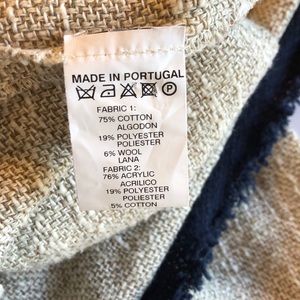 MADE IN PORTUGAL
P
FABRIC 1:
75% COTTON
ALGODON
19% POLYESTER
POLIESTER
6% WOOL
LANA
FABRIC 2:
76% ACRYLIC
ACRILICO
19% POLYESTER
POLIESTER
5% COTTON